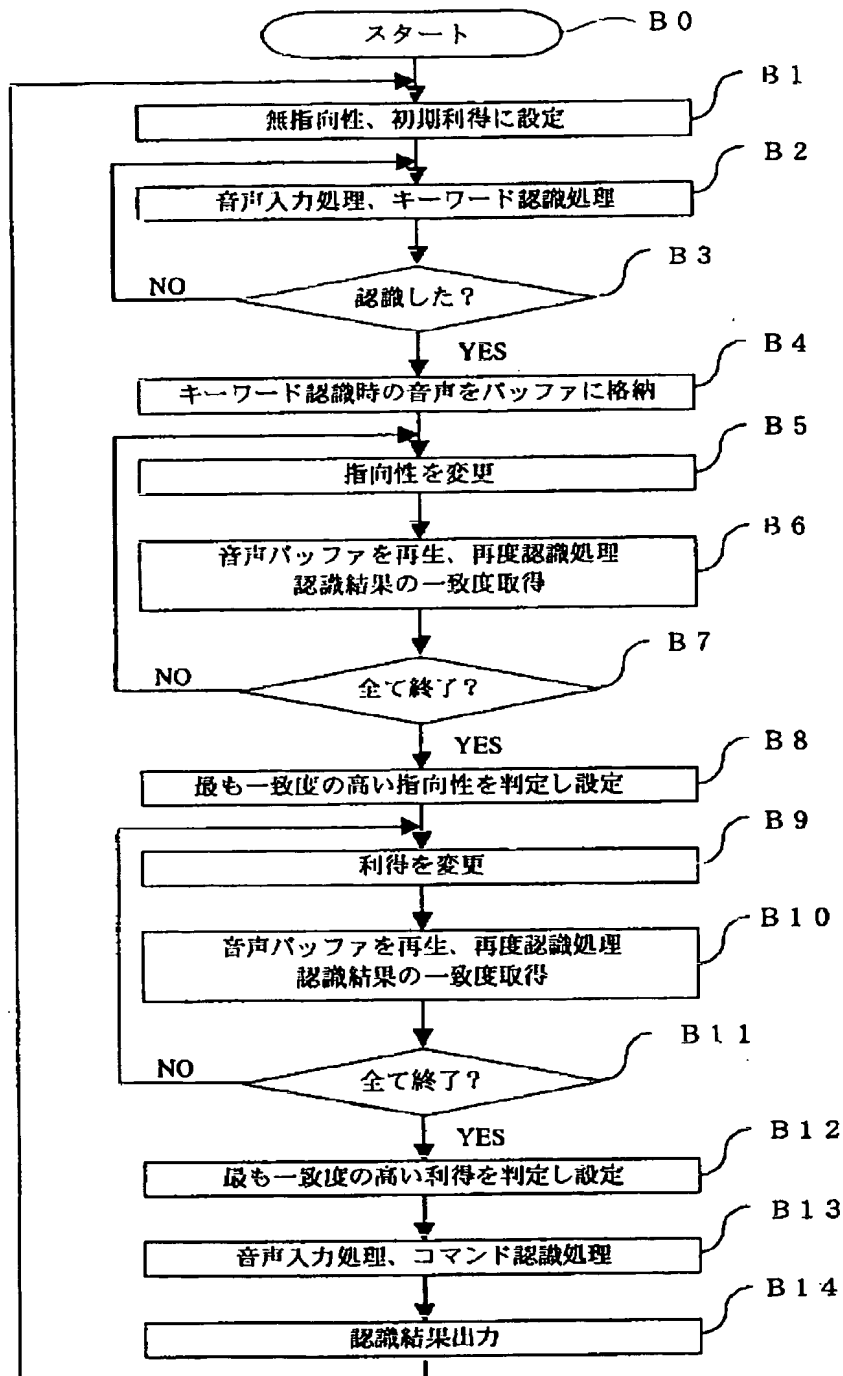 スタート
B0
B1
無指向性、初期利得に設定
B2
音声入力処理、キーワード認識処理
B3
認識した?
NO
YES
B4
キーワード認識時の音声をバッファに格納
B5
指向性を変更
B6
音声バッファを再生、再度認識処理
認識結果の一致度取得
B7
全て終了?
NO
YES
B8
最も一致度の高い指向性を判定し設定
B9
利得を変更
B10
音声バッファを再生、再度認識処理
認識結果の一致度取得
B11
全て終了?
NO
YES
B12
最も一致度の高い利得を判定し設定
B13
音声入力処理、コマンド認識処理
B14
認識結果出力